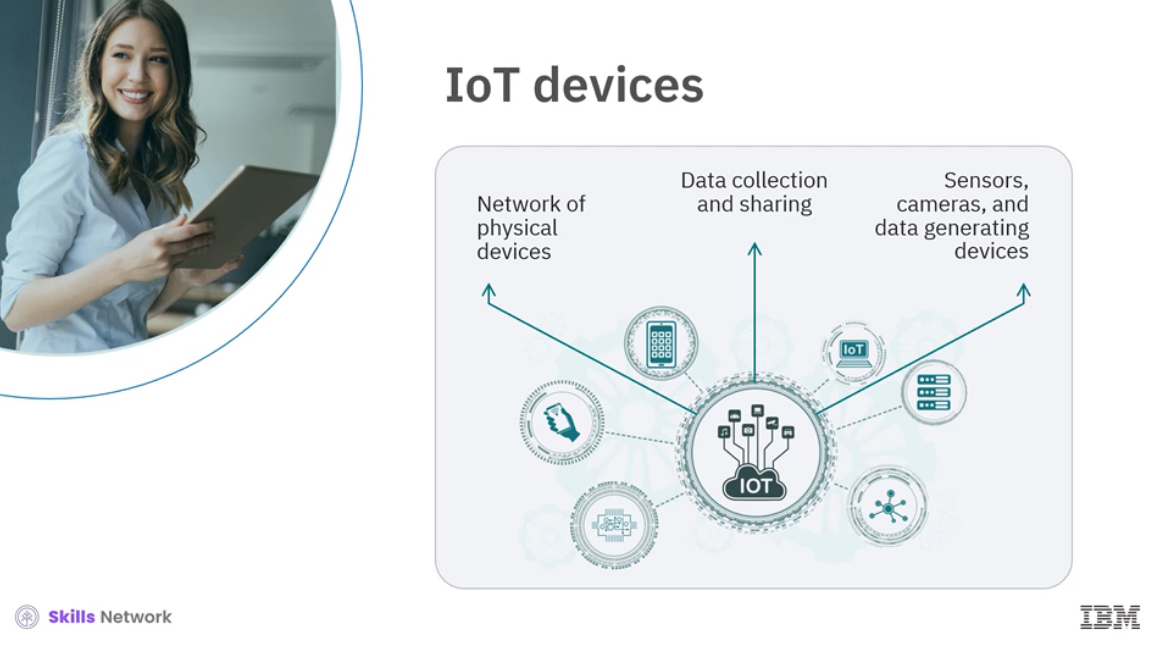 IoT devices
Network of
physical
devices
Data collection
and sharing
Sensors,
cameras, and
data generating
devices
IoT
IOT
Skills Network
IBM